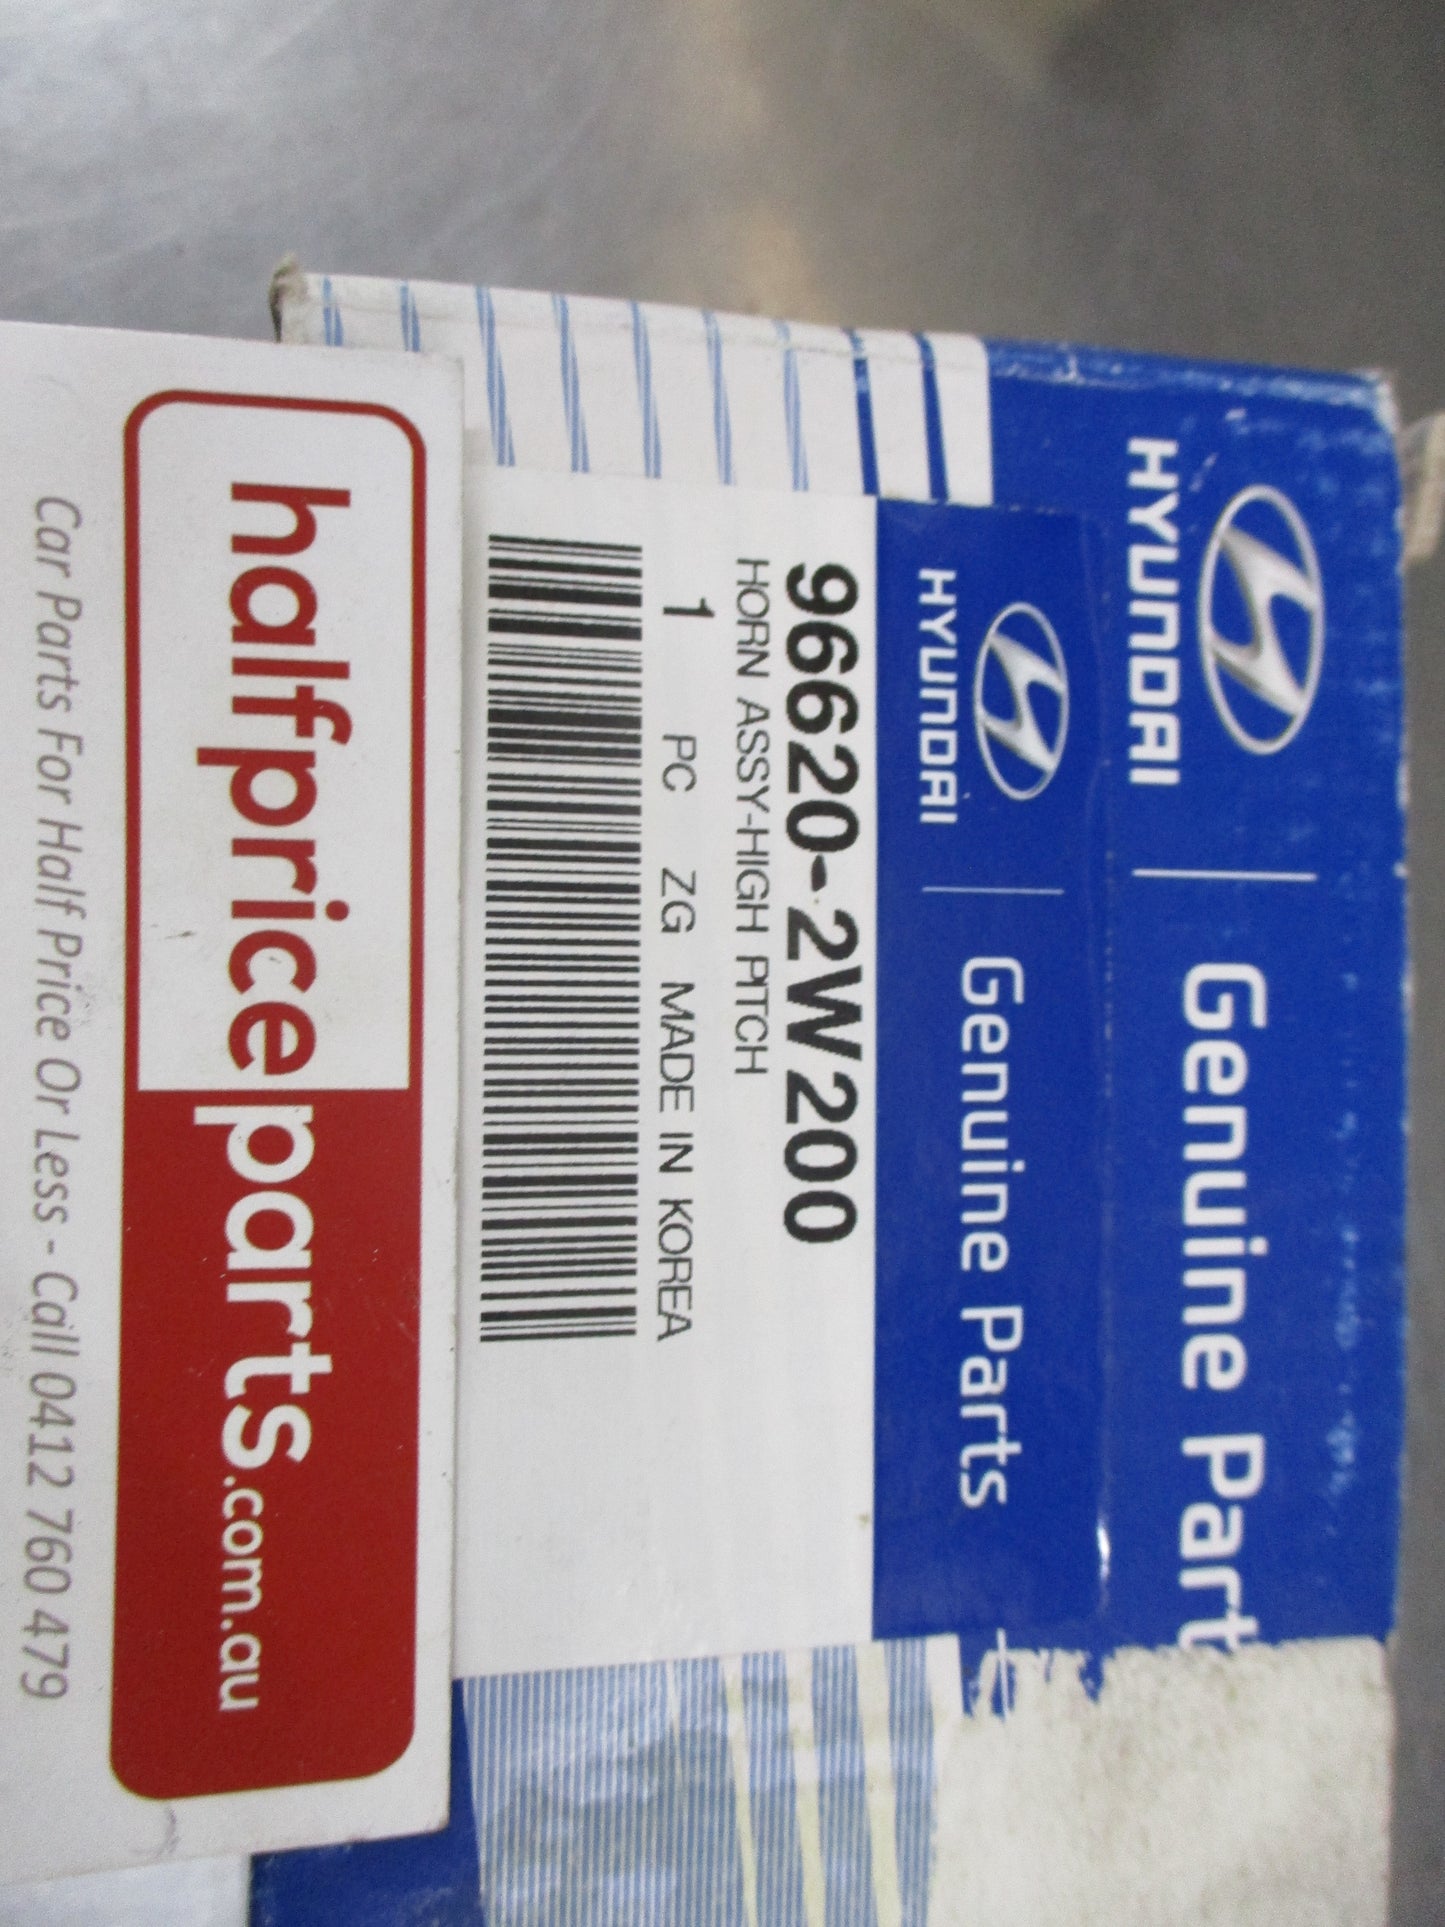 HYUNDAI | Genuine Part
HYUNDAI | Genuine Parts
96620-2W200
HORN ASSY-HIGH PITCH
1 PC ZG MADE IN KOREA
halfpriceparts.com.au
Car Parts For Half Price Or Less - Call 0412 760 479